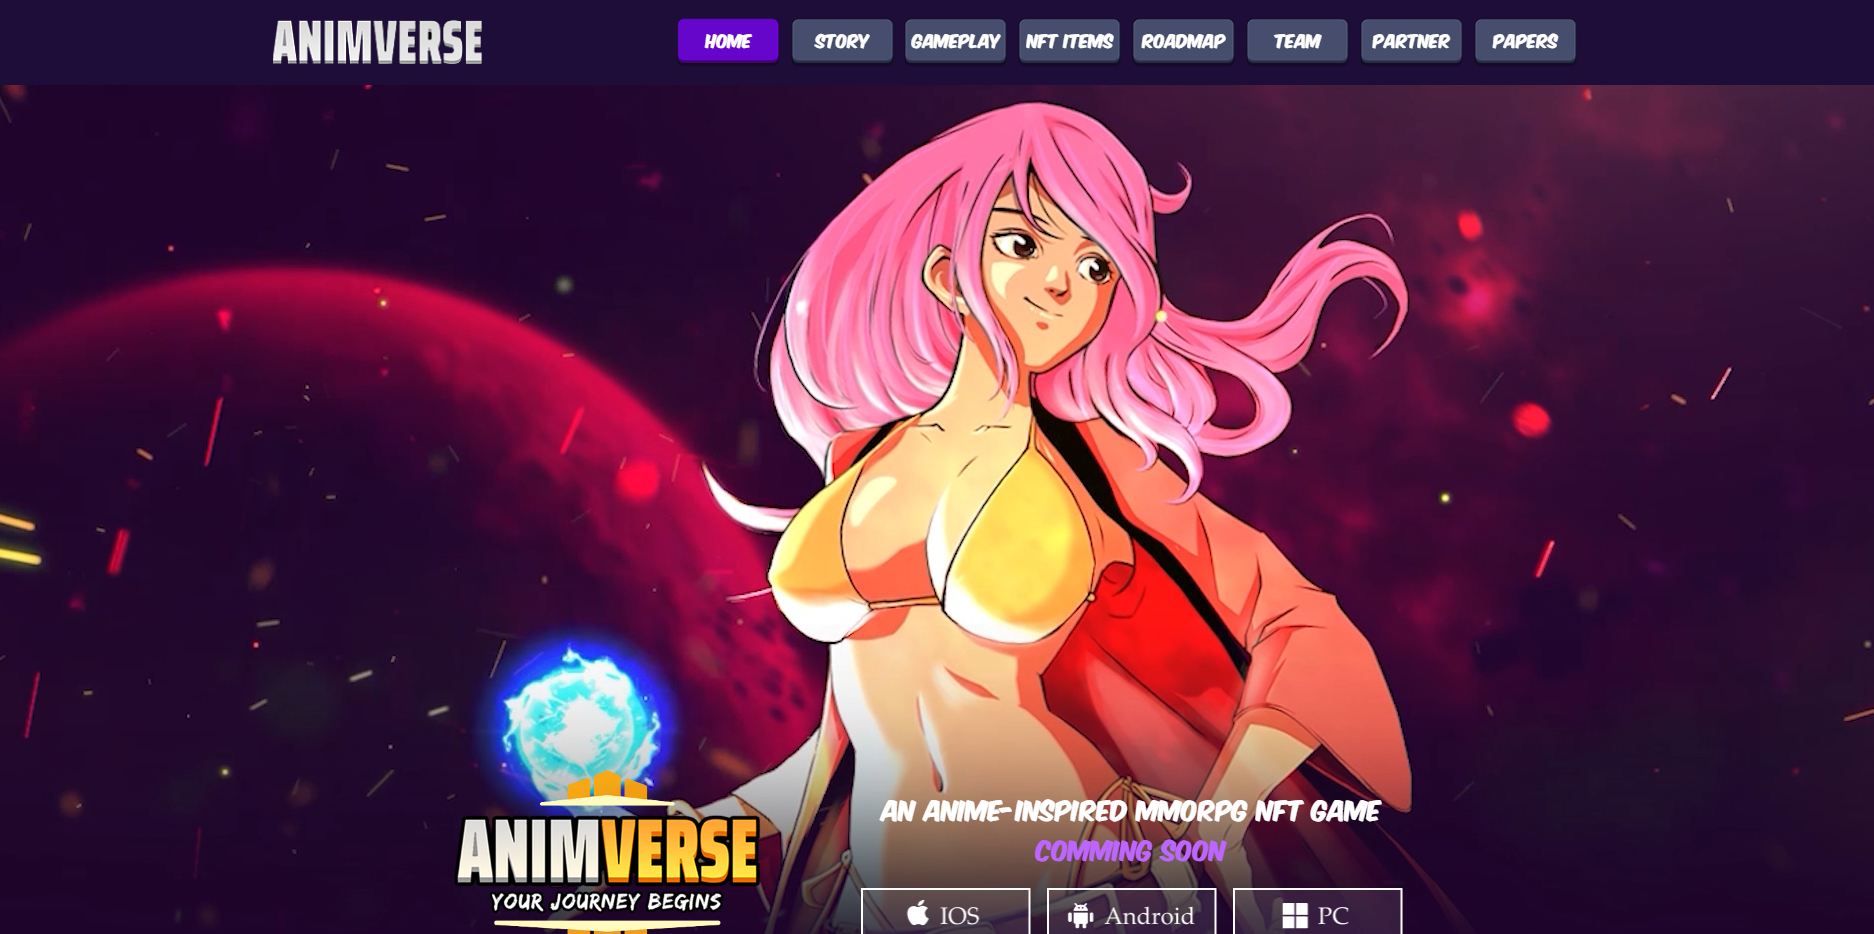 ANIMVERSE
HOME
STORY
GAMEPLAY
NFT ITEMS
ROADMAP
TEAM
PARTNER
PAPERS
AN ANIME-INSPIRED MMORPG NFT GAME
COMMING SOON
ANIMVERSE
YOUR JOURNEY BEGINS
IOS
Android
PC